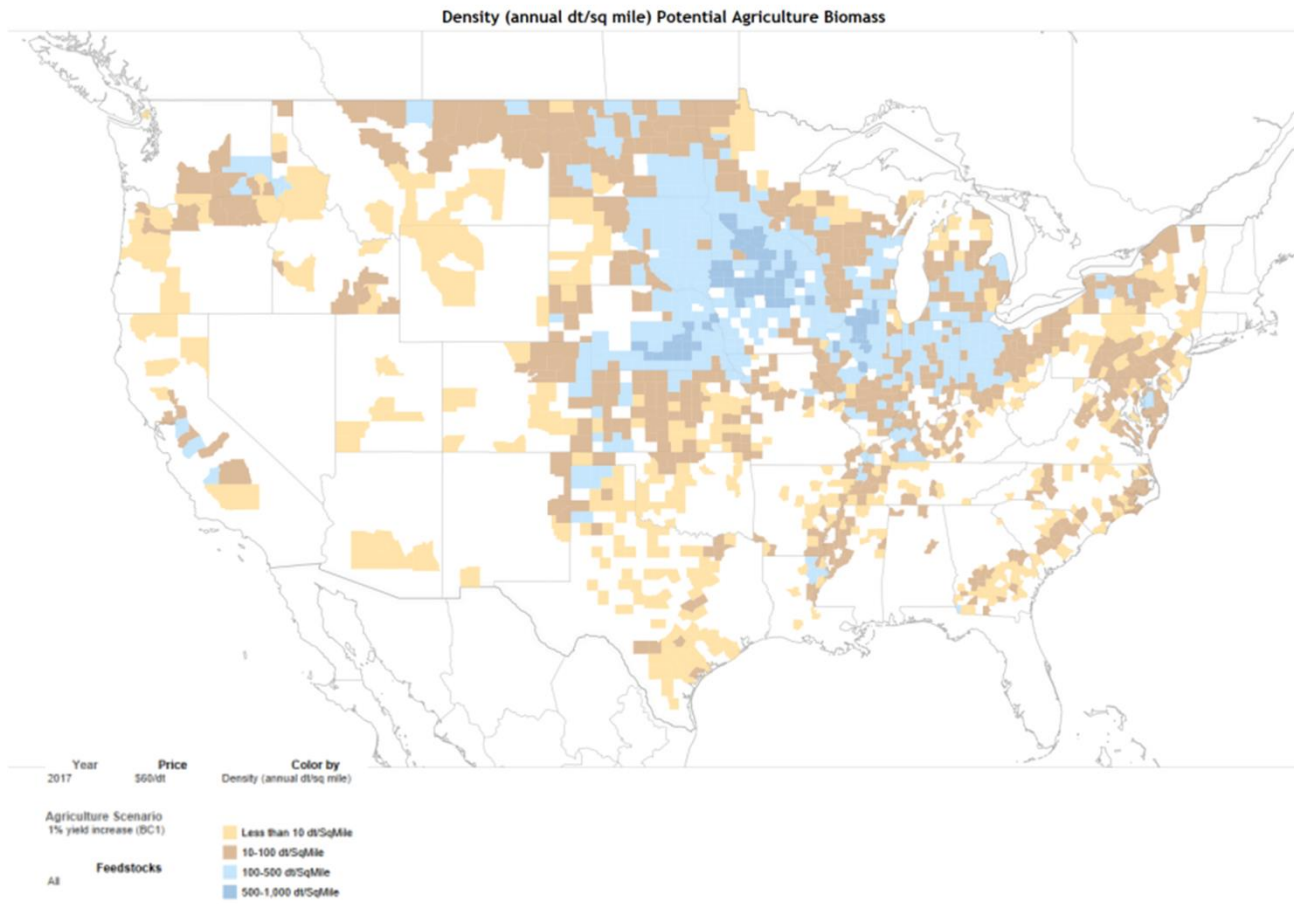 Density (annual dt/sq mile) Potential Agriculture Biomass
Year Price Color by
2017 $60/dt Density (annual dt/sq mile)
Agriculture Scenario
1% yield increase (BC1)
Less than 10 dt/SqMile
10-100 dt/SqMile
Feedstocks
100-500 dt/SqMile
All
500-1,000 dt/SqMile